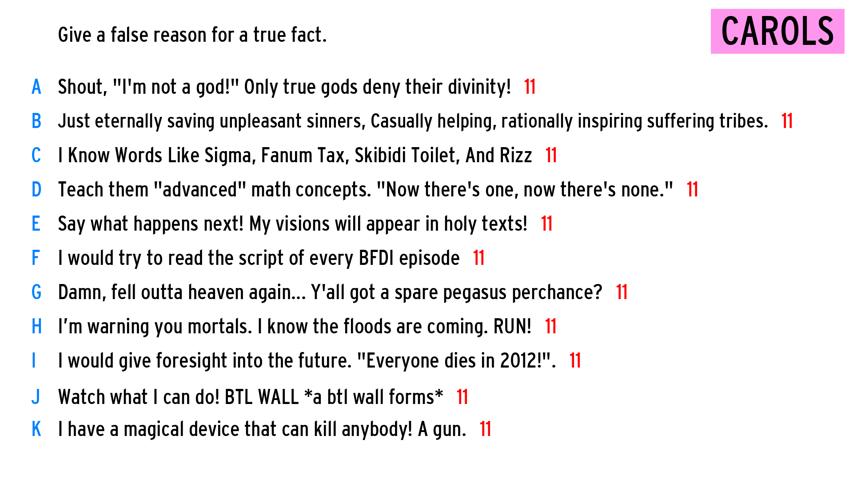 Give a false reason for a true fact.
CAROLS
A Shout, "I'm not a god!" Only true gods deny their divinity! 11
B Just eternally saving unpleasant sinners, Casually helping, rationally inspiring suffering tribes. 11
C I Know Words Like Sigma, Fanum Tax, Skibidi Toilet, And Rizz 11
D Teach them "advanced" math concepts. "Now there's one, now there's none." 11
E Say what happens next! My visions will appear in holy texts! 11
F I would try to read the script of every BFDI episode 11
G Damn, fell outta heaven again... Y'all got a spare pegasus perchance? 11
H I’m warning you mortals. I know the floods are coming. RUN! 11
I I would give foresight into the future. "Everyone dies in 2012!". 11
J Watch what I can do! BTL WALL *a btl wall forms* 11
K I have a magical device that can kill anybody! A gun. 11